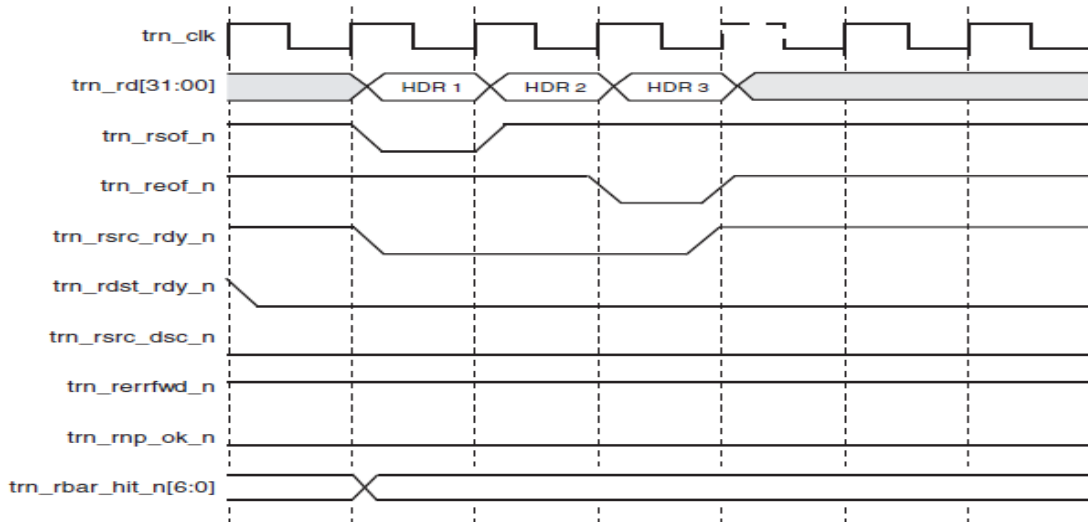 trn_clk
trn_rd[31:00] HDR 1 HDR 2 HDR 3
trn_rsof_n
trn_reof_n
trn_rsrc_rdy_n
trn_rdst_rdy_n
trn_rsrc_dsc_n
trn_rerrfwd_n
trn_rnp_ok_n
trn_rbar_hit_n[6:0]